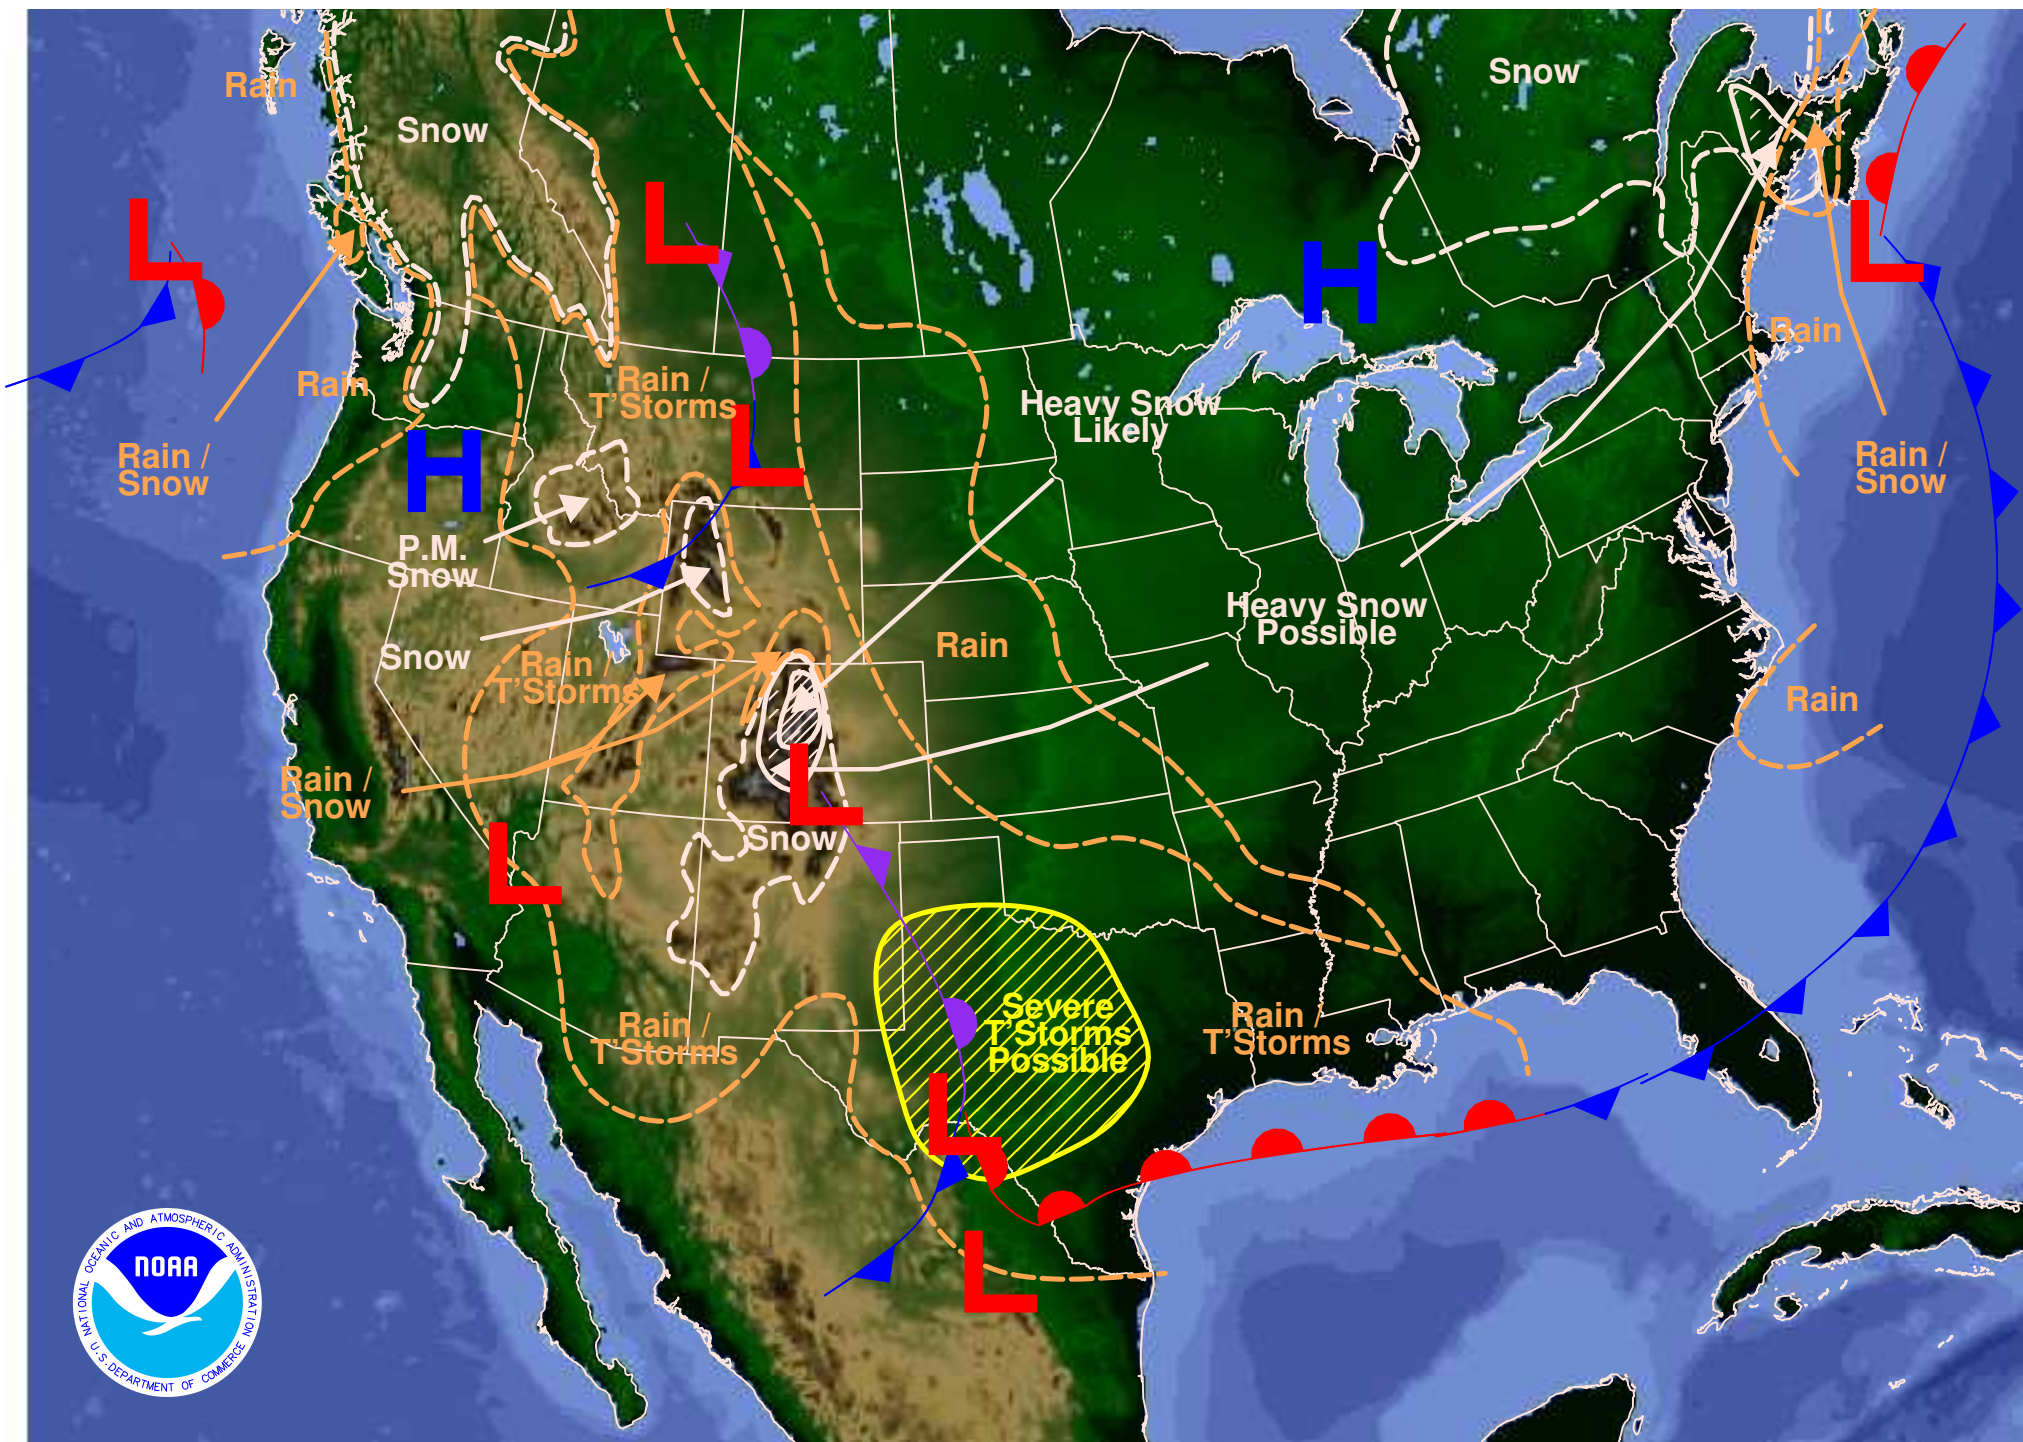 Snow
Rain
Snow
L
L
L
H
Rain
Rain
Rain /
T'Storms
Heavy Snow
Likely
L
H
Rain /
Snow
Rain /
Snow
P.M.
Snow
Heavy Snow
Possible
Snow
Rain /
T'Storms
Rain
Rain
Rain /
Snow
L
Snow
L
Severe
T'Storms
Possible
Rain /
T'Storms
Rain /
T'Storms
L
L
NATIONAL OCEANIC AND ATMOSPHERIC ADMINISTRATION
NOAA
U.S. DEPARTMENT OF COMMERCE